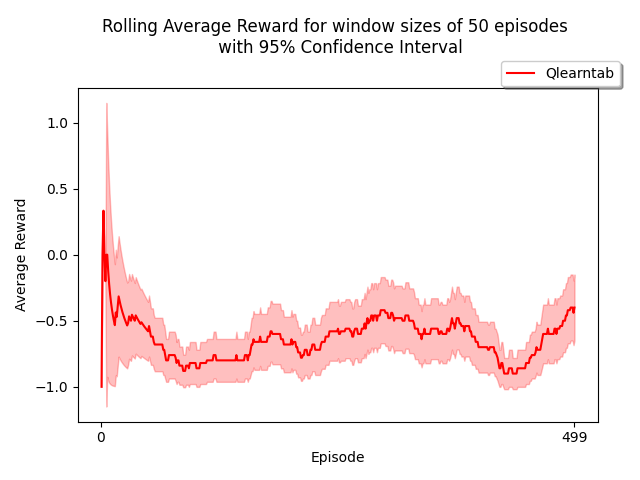 Rolling Average Reward for window sizes of 50 episodes
with 95% Confidence Interval
Qlearntab
1.0
0.5
0.0
−0.5
−1.0
Average Reward
0
499
Episode